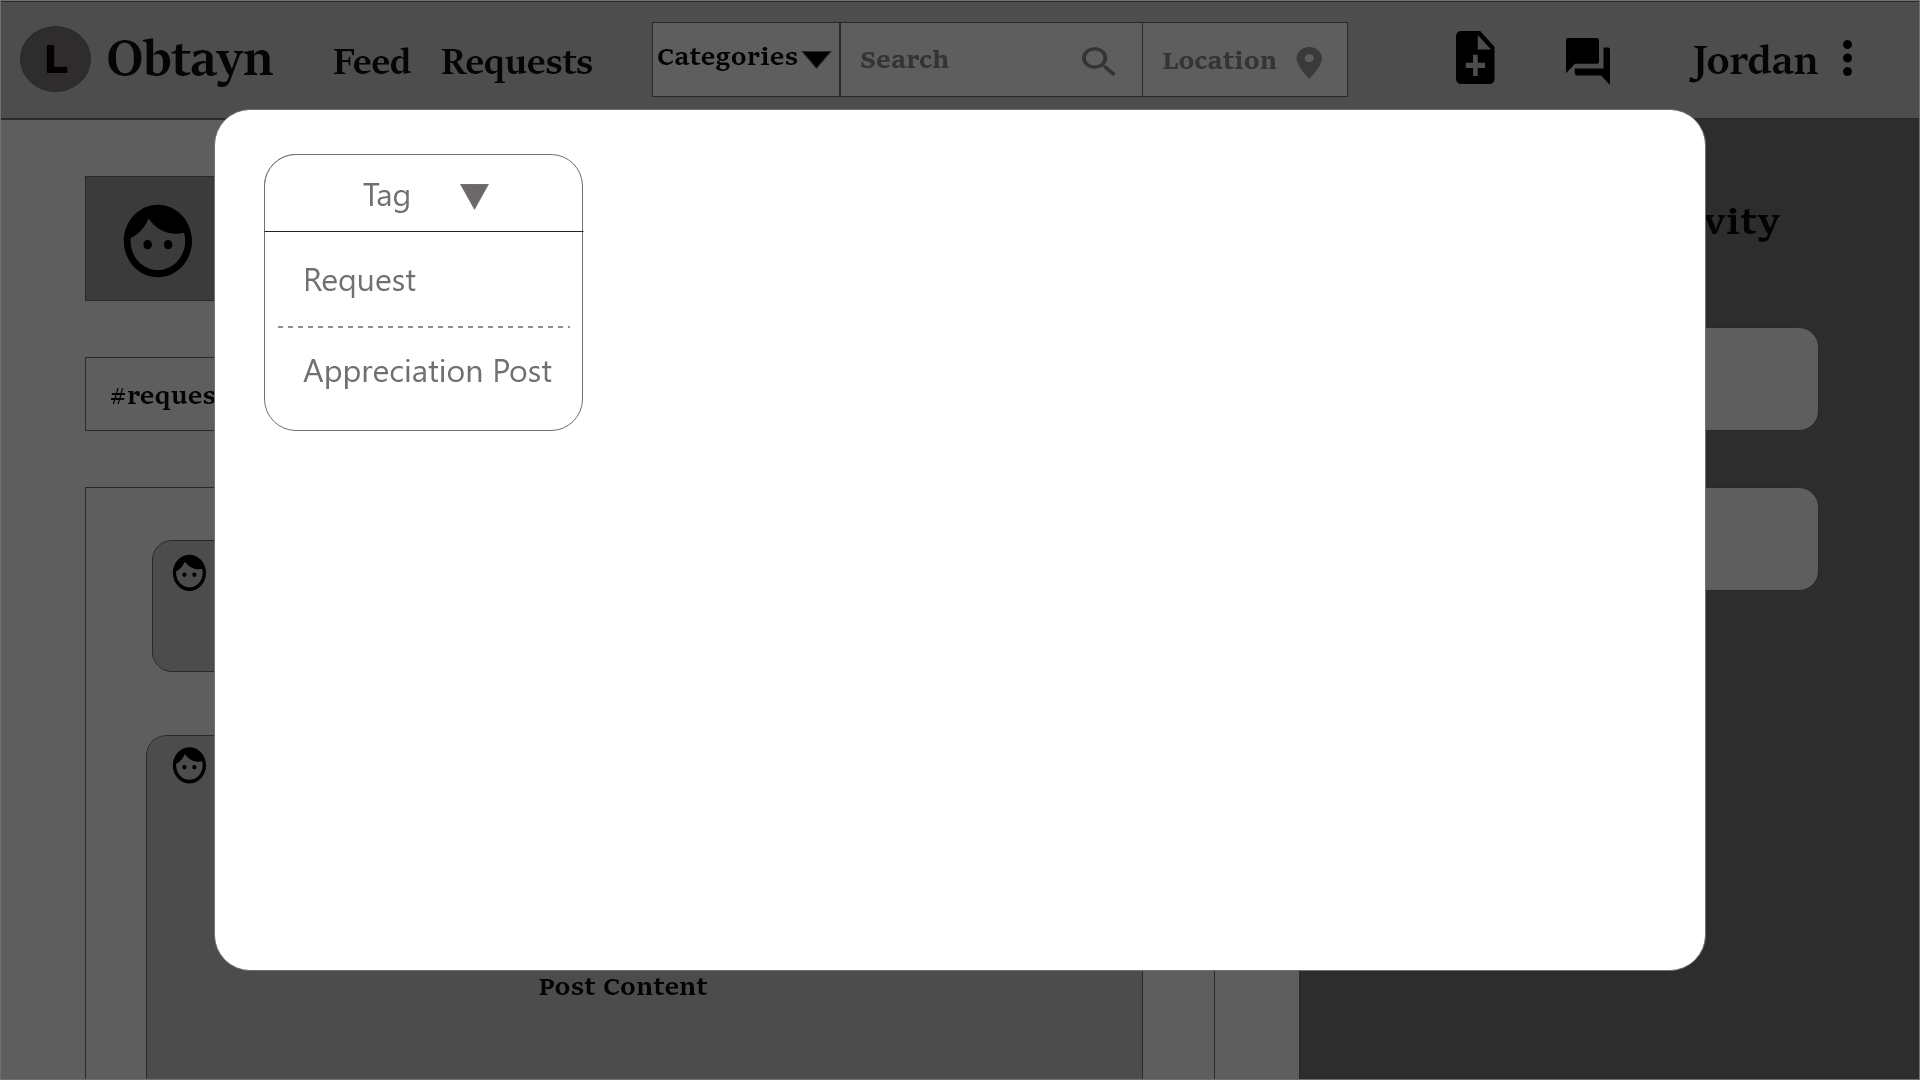 L Obtayn Feed Requests Categories Search Location Jordan
vity
Tag
Request
#reques
Appreciation Post
Post Content